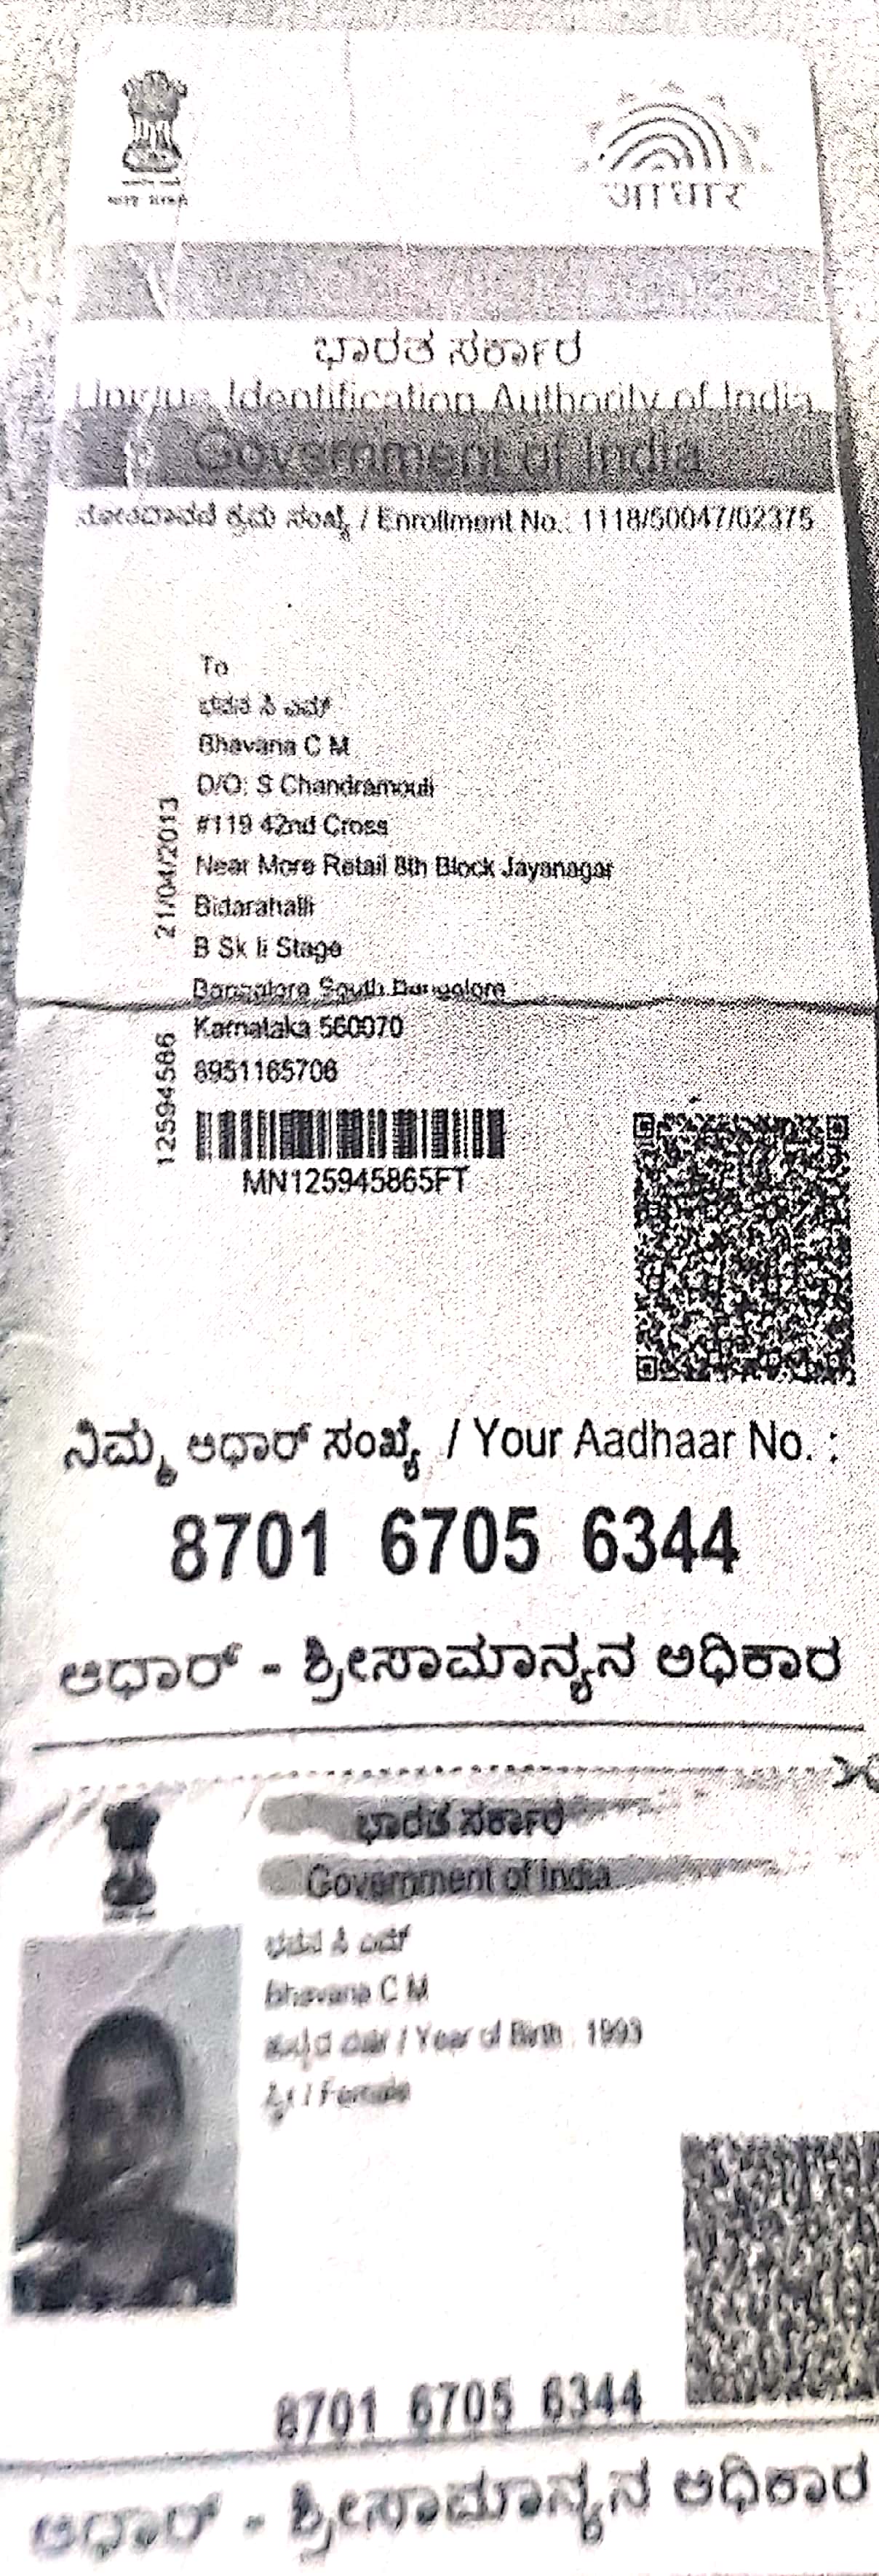 आधार
ಭಾರತ ಸರ್ಕಾರ
Unique Identification Authority of India
Government of India
ನೋಂದಾವಣೆ ಕ್ರಮ ಸಂಖ್ಯೆ / Enrollment No.: 1118/50047/02375
To
Bhavana C M
D/O: S Chandramouli
#119 42nd Cross
Near More Retail 8th Block Jayanagar
Bidarahalli
B Sk Ii Stage
Bangalore South Bangalore
Karnataka 560070
8951165706
21/04/2013
12594586
MN125945865FT
ನಿಮ್ಮ ಆಧಾರ್ ಸಂಖ್ಯೆ / Your Aadhaar No. :
8701 6705 6344
ಆಧಾರ್ - ಶ್ರೀಸಾಮಾನ್ಯನ ಅಧಿಕಾರ
ಭಾರತ ಸರ್ಕಾರ
Government of India
Bhavana C M
/ Year of Birth : 1993
/ Female
8701 6705 6344
ಆಧಾರ್ - ಶ್ರೀಸಾಮಾನ್ಯನ ಅಧಿಕಾರ